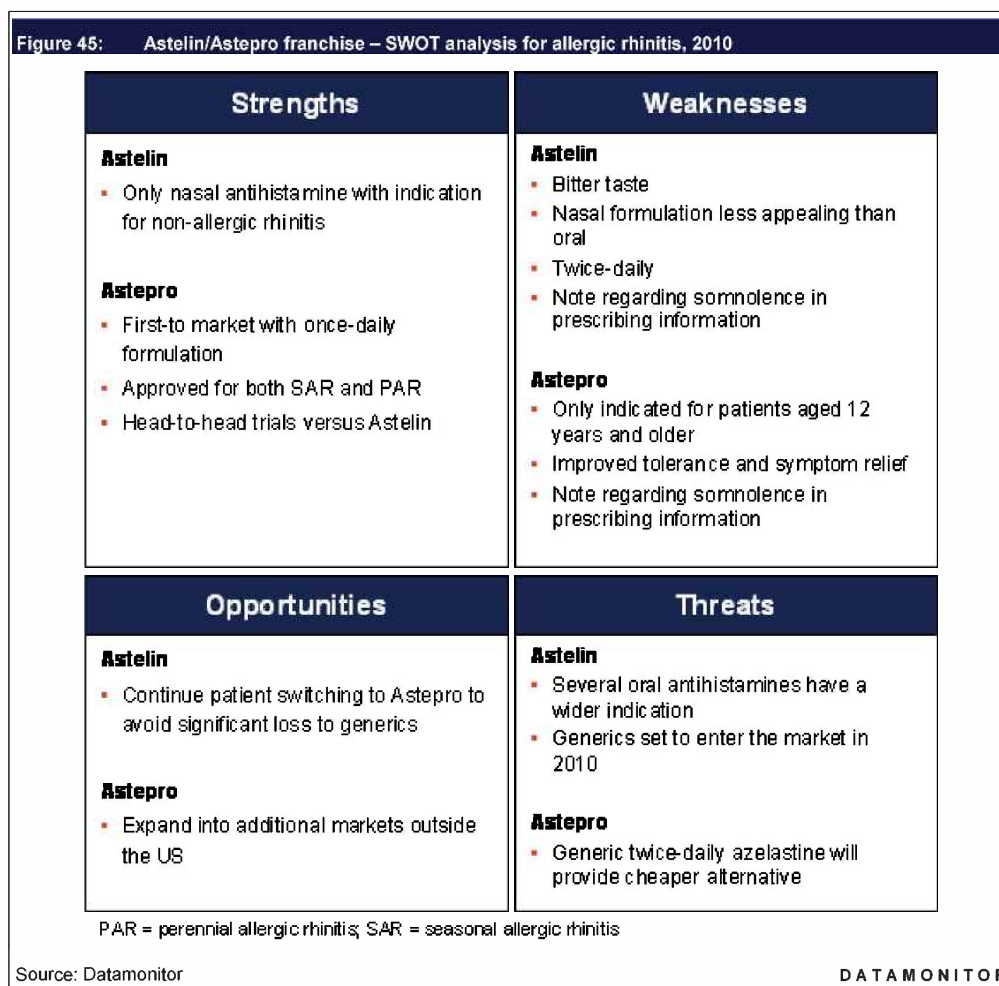 Figure 45: Astelin/Astepro franchise – SWOT analysis for allergic rhinitis, 2010
Strengths
Astelin
▪ Only nasal antihistamine with indication
for non-allergic rhinitis
Astepro
▪ First-to market with once-daily
formulation
▪ Approved for both SAR and PAR
▪ Head-to-head trials versus Astelin
Weaknesses
Astelin
▪ Bitter taste
▪ Nasal formulation less appealing than
oral
▪ Twice-daily
▪ Note regarding somnolence in
prescribing information
Astepro
▪ Only indicated for patients aged 12
years and older
▪ Improved tolerance and symptom relief
▪ Note regarding somnolence in
prescribing information
Opportunities
Astelin
▪ Continue patient switching to Astepro to
avoid significant loss to generics
Astepro
▪ Expand into additional markets outside
the US
Threats
Astelin
▪ Several oral antihistamines have a
wider indication
▪ Generics set to enter the market in
2010
Astepro
▪ Generic twice-daily azelastine will
provide cheaper alternative
PAR = perennial allergic rhinitis; SAR = seasonal allergic rhinitis
Source: Datamonitor
DATAMONITOR